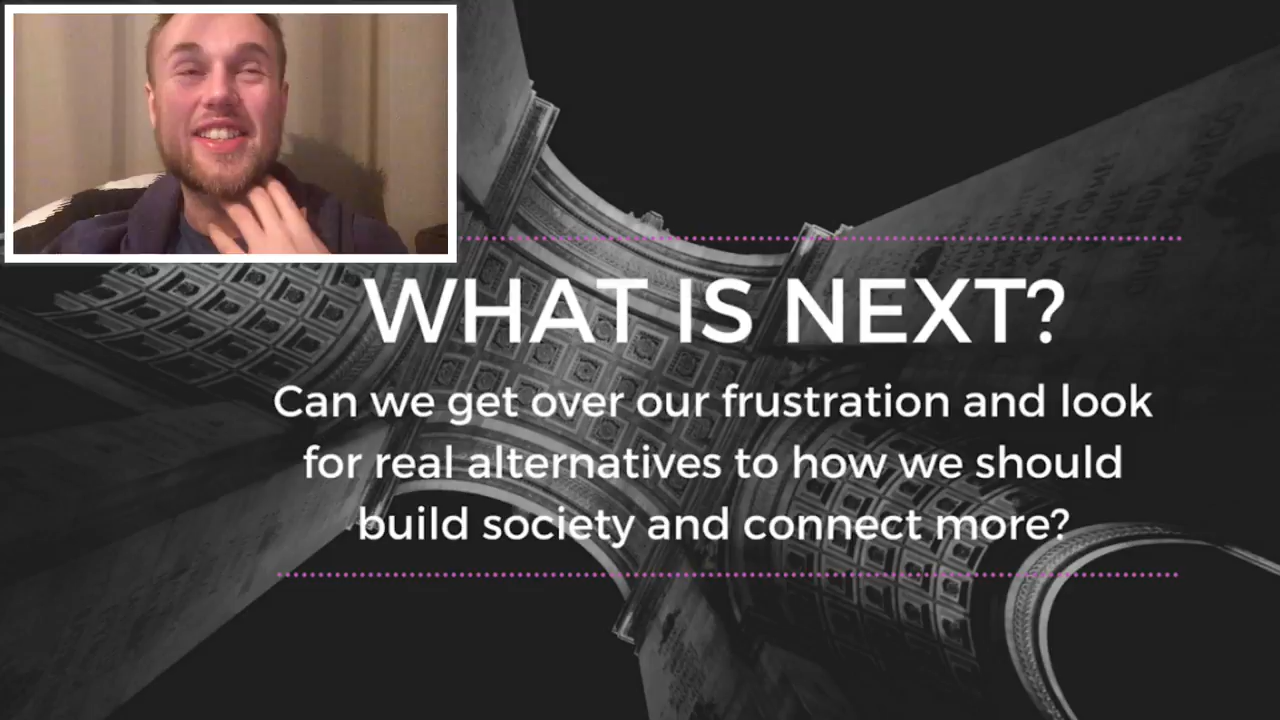 WHAT IS NEXT?
Can we get over our frustration and look
for real alternatives to how we should
build society and connect more?